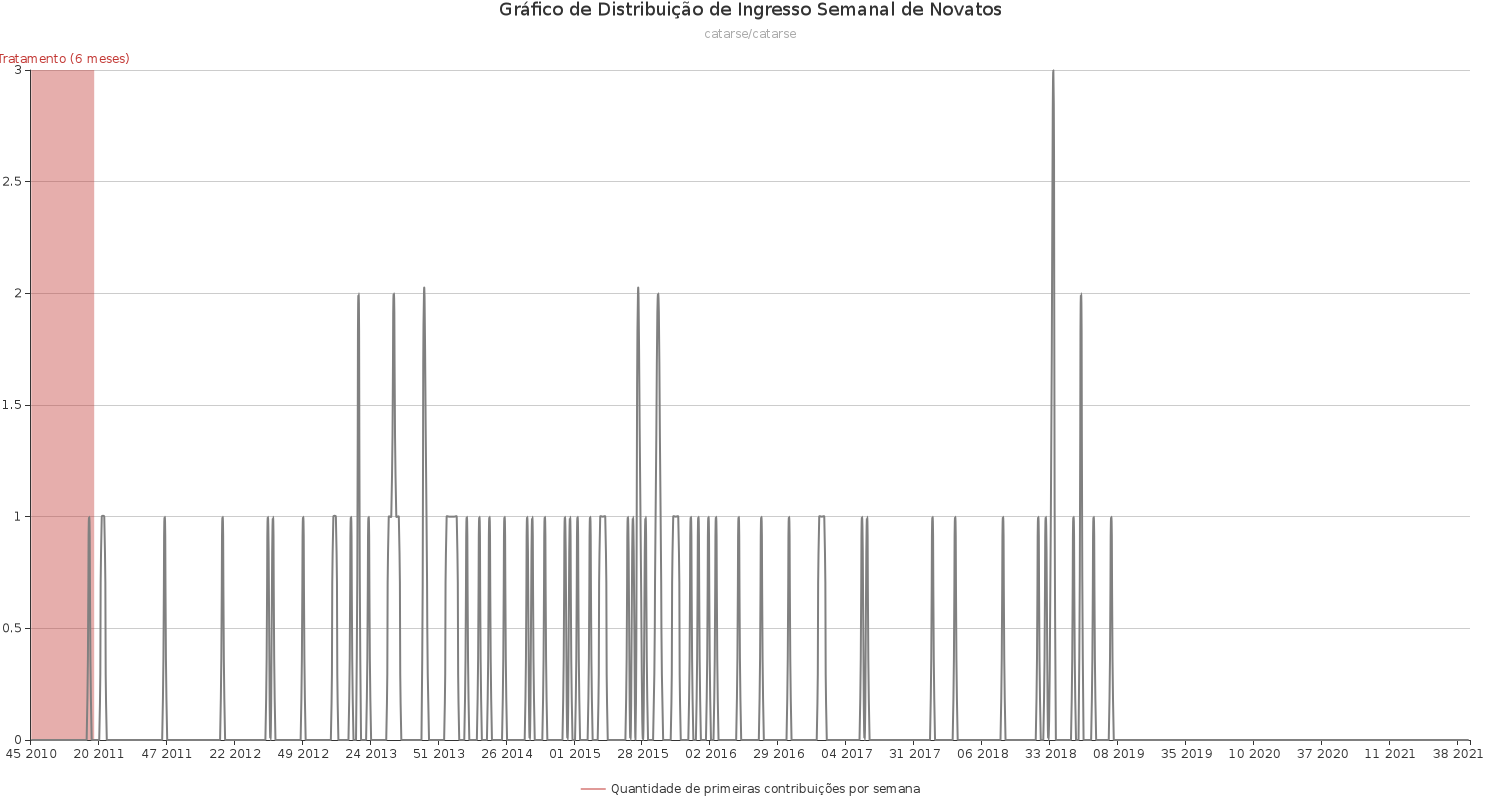 Gráfico de Distribuição de Ingresso Semanal de Novatos
catarse/catarse
Tratamento (6 meses)
3
2.5
2
1.5
1
0.5
0
45 2010 20 2011 47 2011 22 2012 49 2012 24 2013 51 2013 26 2014 01 2015 28 2015 02 2016 29 2016 04 2017 31 2017 06 2018 33 2018 08 2019 35 2019 10 2020 37 2020 11 2021 38 2021
Quantidade de primeiras contribuições por semana